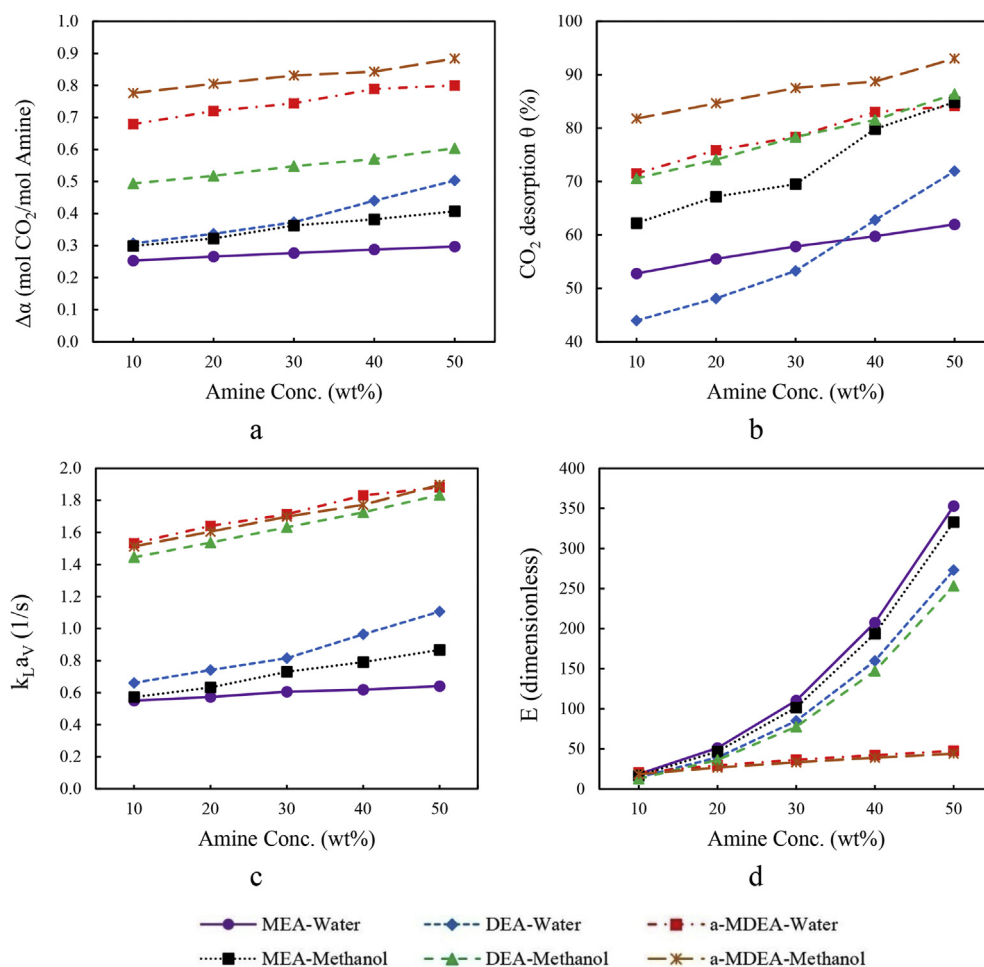 1.0
0.9
0.8
0.7
0.6
0.5
0.4
0.3
0.2
0.1
0.0
Δα (mol CO₂/mol Amine)
10 20 30 40 50
Amine Conc. (wt%)
a
100
90
80
70
60
50
40
CO₂ desorption θ (%)
10 20 30 40 50
Amine Conc. (wt%)
b
2.0
1.8
1.6
1.4
1.2
1.0
0.8
0.6
0.4
0.2
0.0
k_L a_V (1/s)
10 20 30 40 50
Amine Conc. (wt%)
c
400
350
300
250
200
150
100
50
0
E (dimensionless)
10 20 30 40 50
Amine Conc. (wt%)
d
MEA-Water DEA-Water a-MDEA-Water
MEA-Methanol DEA-Methanol a-MDEA-Methanol